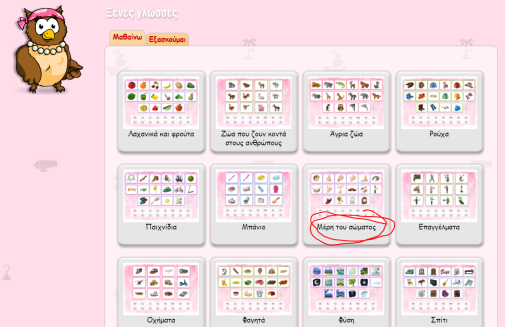 Ξένες γλώσσες
Μαθαίνω Εξασκούμαι
Λαχανικά και φρούτα
Ζώα που ζουν κοντά
στους ανθρώπους
Άγρια ζώα
Ρούχα
Παιχνίδια
Μπάνιο
Μέρη του σώματος
Επαγγέλματα
Οχήματα
Φαγητά
Φύση
Σπίτι